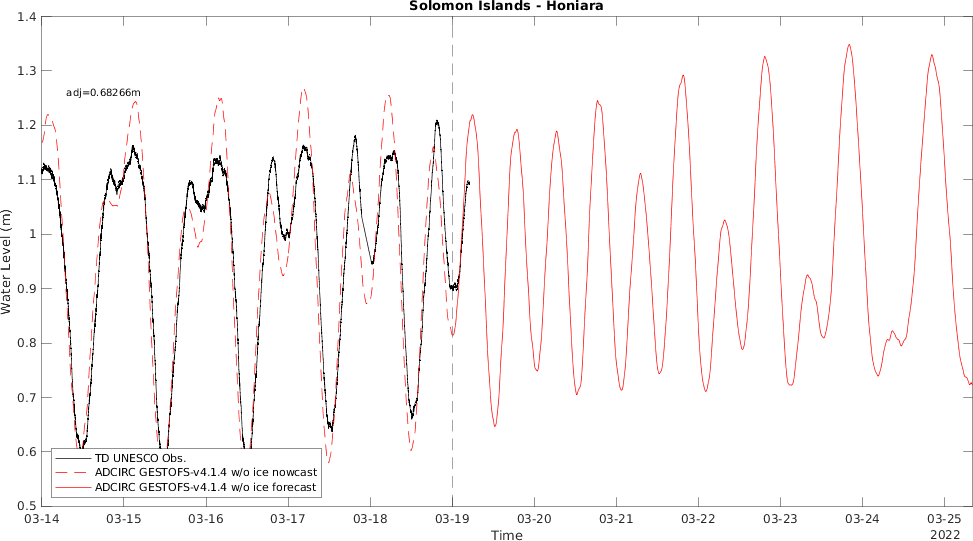 Solomon Islands - Honiara
1.4
1.3
1.2
1.1
1
0.9
0.8
0.7
0.6
0.5
Water Level (m)
adj=0.68266m
TD UNESCO Obs.
ADCIRC GESTOFS-v4.1.4 w/o ice nowcast
ADCIRC GESTOFS-v4.1.4 w/o ice forecast
03-14 03-15 03-16 03-17 03-18 03-19 03-20 03-21 03-22 03-23 03-24 03-25
Time
2022